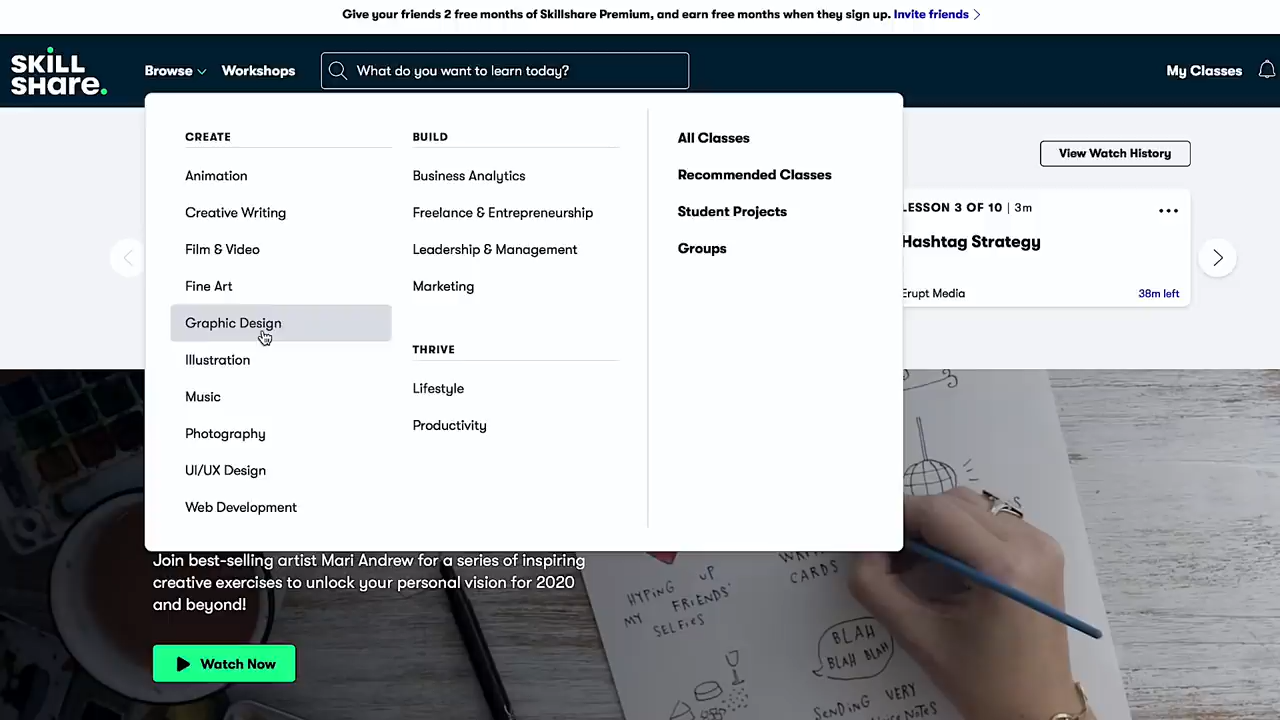 Give your friends 2 free months of Skillshare Premium, and earn free months when they sign up. Invite friends
SKILL
SHARE.
Browse
Workshops
What do you want to learn today?
My Classes
CREATE
Animation
Creative Writing
Film & Video
Fine Art
Graphic Design
Illustration
Music
Photography
UI/UX Design
Web Development
BUILD
Business Analytics
Freelance & Entrepreneurship
Leadership & Management
Marketing
THRIVE
Lifestyle
Productivity
All Classes
Recommended Classes
Student Projects
Groups
View Watch History
LESSON 3 OF 10 | 3m
Hashtag Strategy
Erupt Media
38m left
Join best-selling artist Mari Andrew for a series of inspiring
creative exercises to unlock your personal vision for 2020
and beyond!
Watch Now
CARDS
HYPING UP
MY FRIENDS'
SELFIES
BLAH
BLAH BLAH
SENDING VERY
NOTES